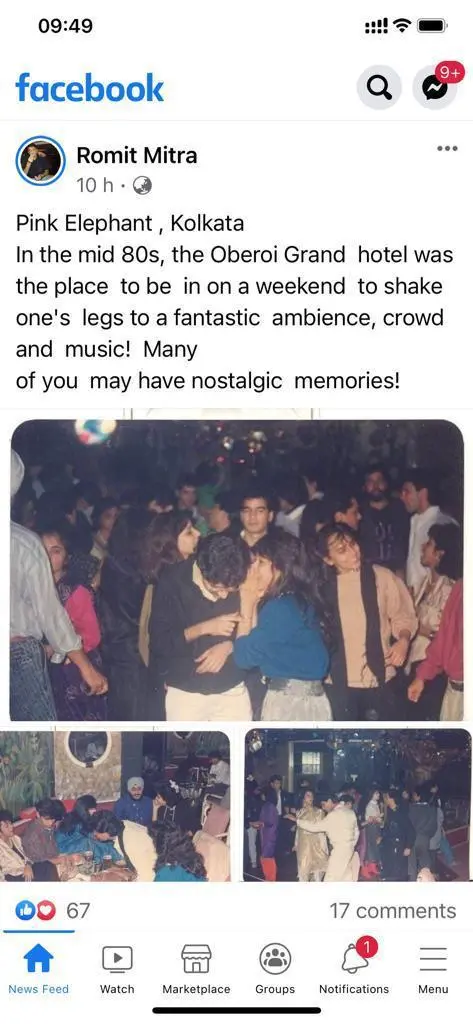 09:49
facebook
9+
Romit Mitra
10 h ·
Pink Elephant , Kolkata
In the mid 80s, the Oberoi Grand hotel was
the place to be in on a weekend to shake
one's legs to a fantastic ambience, crowd
and music! Many
of you may have nostalgic memories!
67
17 comments
1
News Feed
Watch
Marketplace
Groups
Notifications
Menu